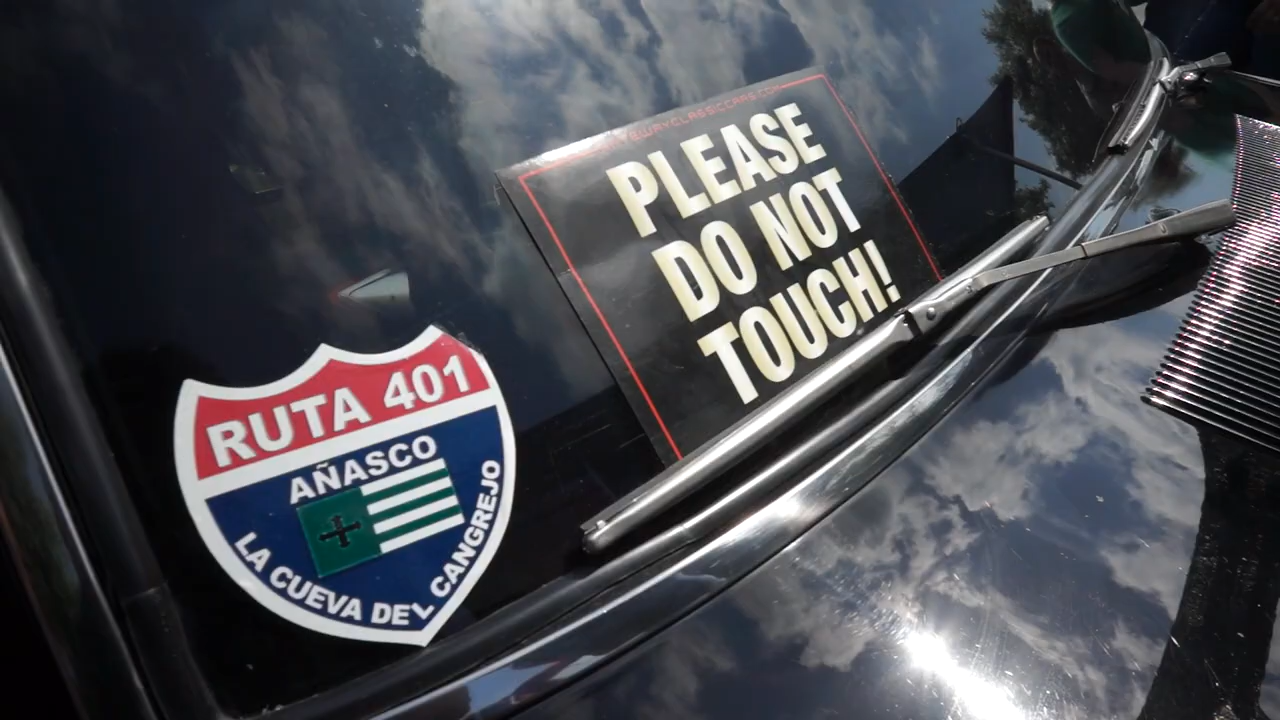 RUTA 401
AÑASCO
LA CUEVA DEL CANGREJO
PLEASE
DO NOT
TOUCH!